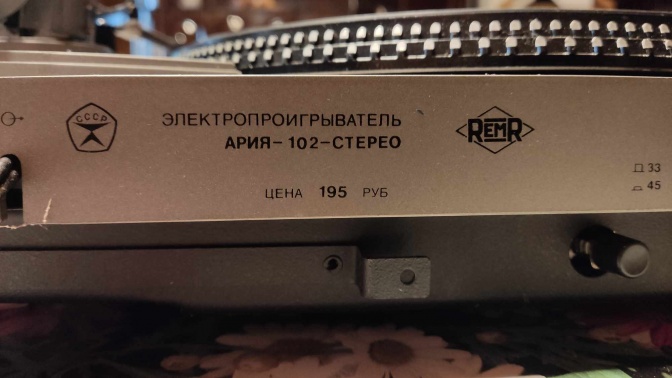 СССР
ЭЛЕКТРОПРОИГРЫВАТЕЛЬ
АРИЯ-102-СТЕРЕО
REMR
ЦЕНА 195 РУБ
33
45